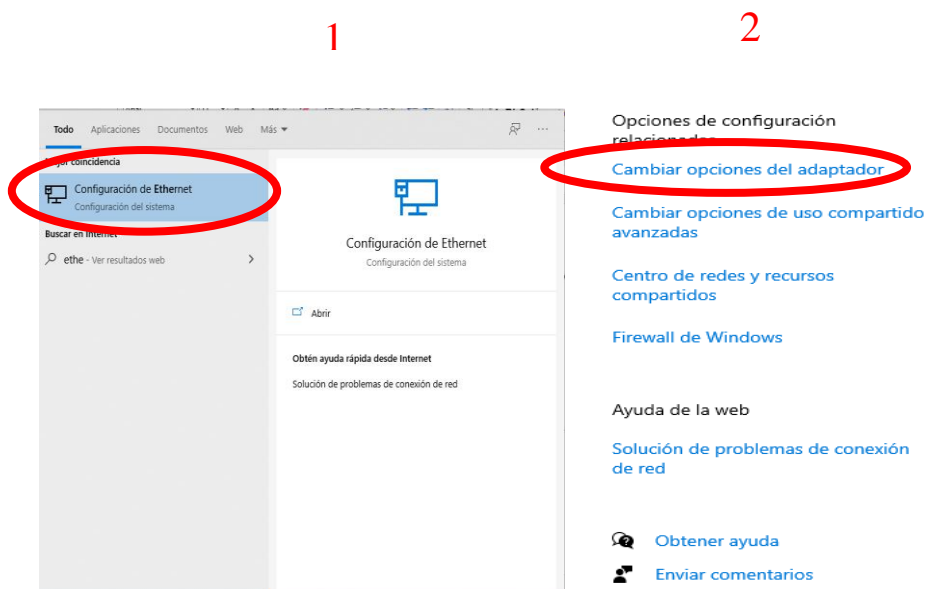 1
2
Todo Aplicaciones Documentos Web Más
Mejor coincidencia
Configuración de Ethernet
Configuración del sistema
Buscar en Internet
ethe - Ver resultados web
Configuración de Ethernet
Configuración del sistema
Abrir
Obtén ayuda rápida desde Internet
Solución de problemas de conexión de red
Opciones de configuración
relacionadas
Cambiar opciones del adaptador
Cambiar opciones de uso compartido
avanzadas
Centro de redes y recursos
compartidos
Firewall de Windows
Ayuda de la web
Solución de problemas de conexión
de red
Obtener ayuda
Enviar comentarios